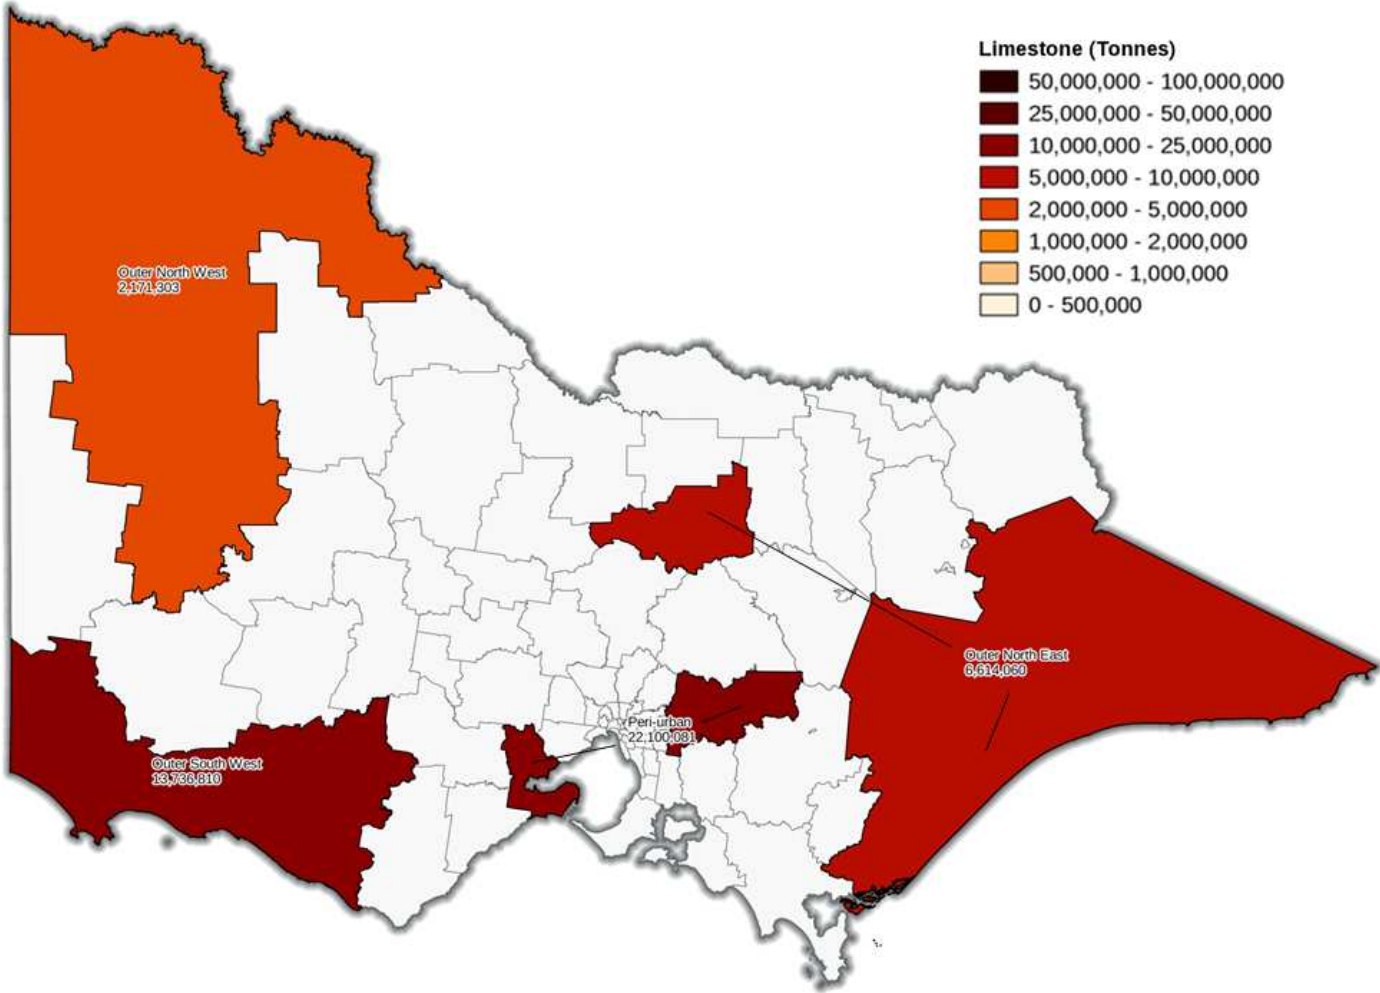 Limestone (Tonnes)
50,000,000 - 100,000,000
25,000,000 - 50,000,000
10,000,000 - 25,000,000
5,000,000 - 10,000,000
2,000,000 - 5,000,000
1,000,000 - 2,000,000
500,000 - 1,000,000
0 - 500,000
Outer North West
2,171,303
Outer North East
6,614,060
Peri-urban
22,100,081
Outer South West
13,736,810